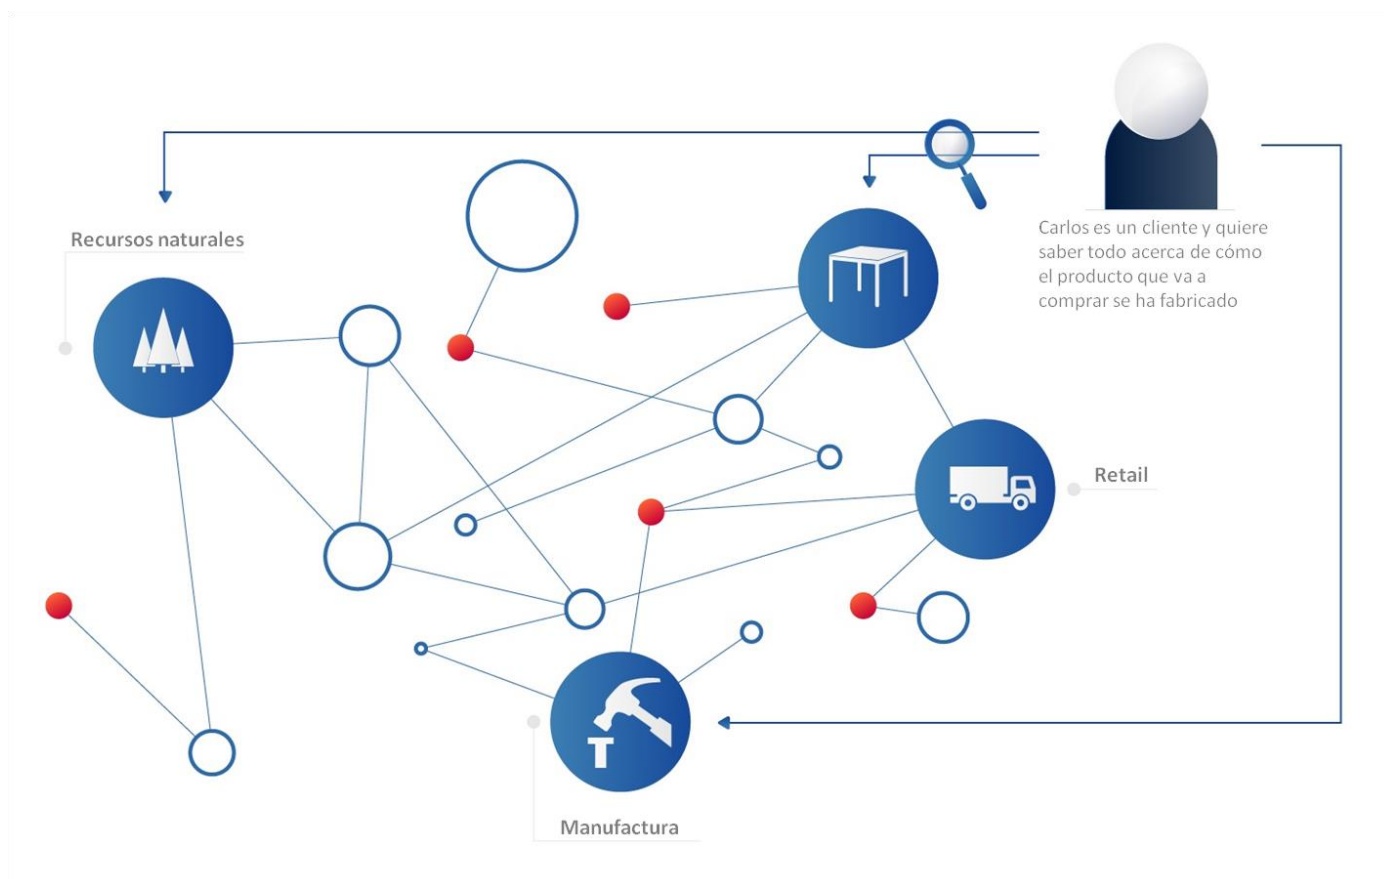 Carlos es un cliente y quiere
saber todo acerca de cómo
el producto que va a
comprar se ha fabricado
Recursos naturales
Retail
Manufactura